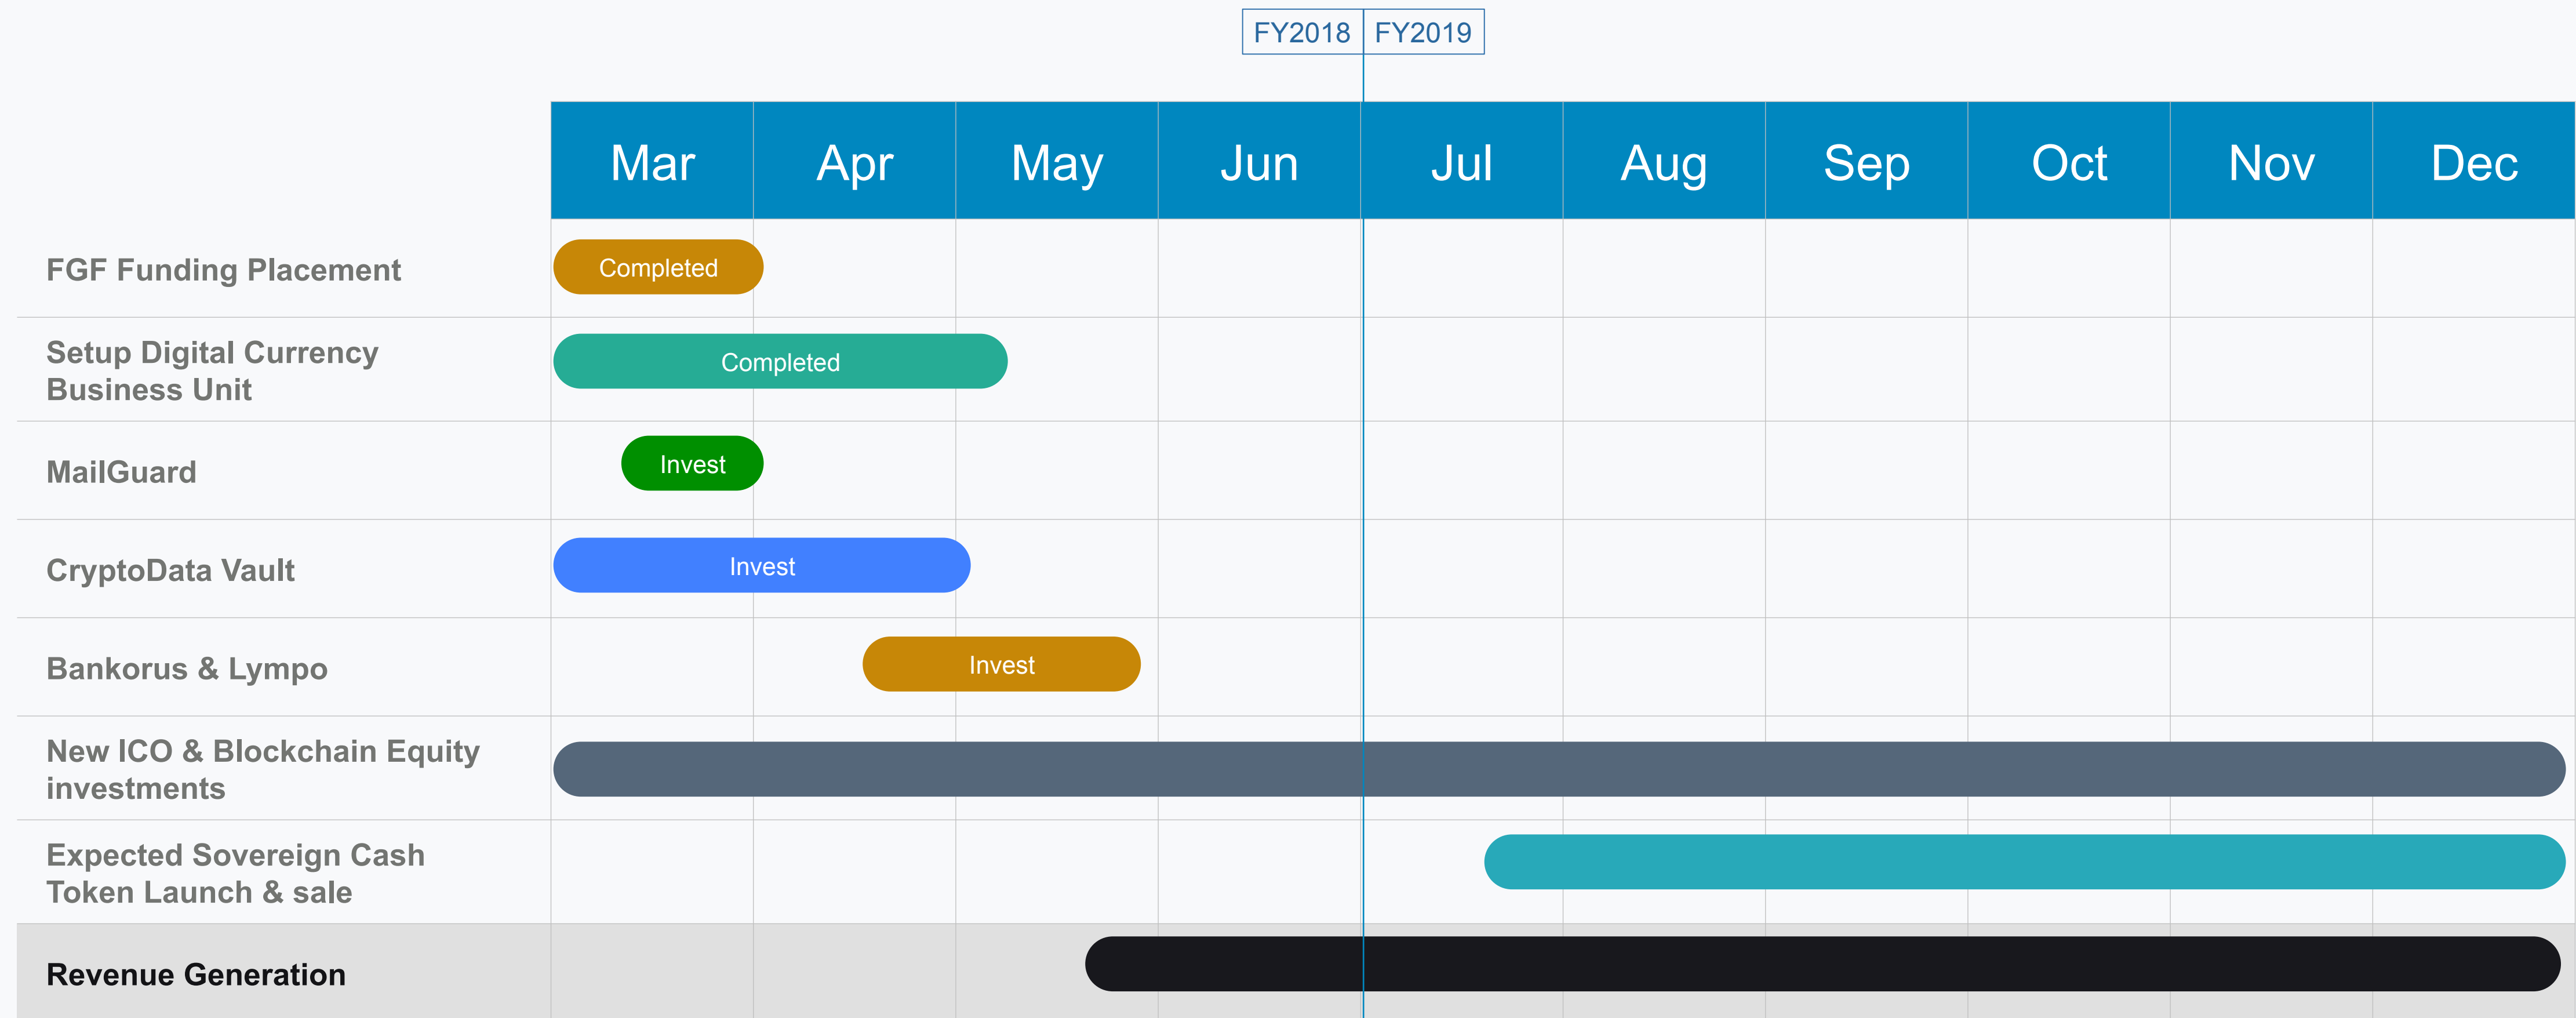 FY2018 FY2019
Mar Apr May Jun Jul Aug Sep Oct Nov Dec
FGF Funding Placement
Completed
Setup Digital Currency
Business Unit
Completed
MailGuard
Invest
CryptoData Vault
Invest
Bankorus & Lympo
Invest
New ICO & Blockchain Equity
investments
Expected Sovereign Cash
Token Launch & sale
Revenue Generation